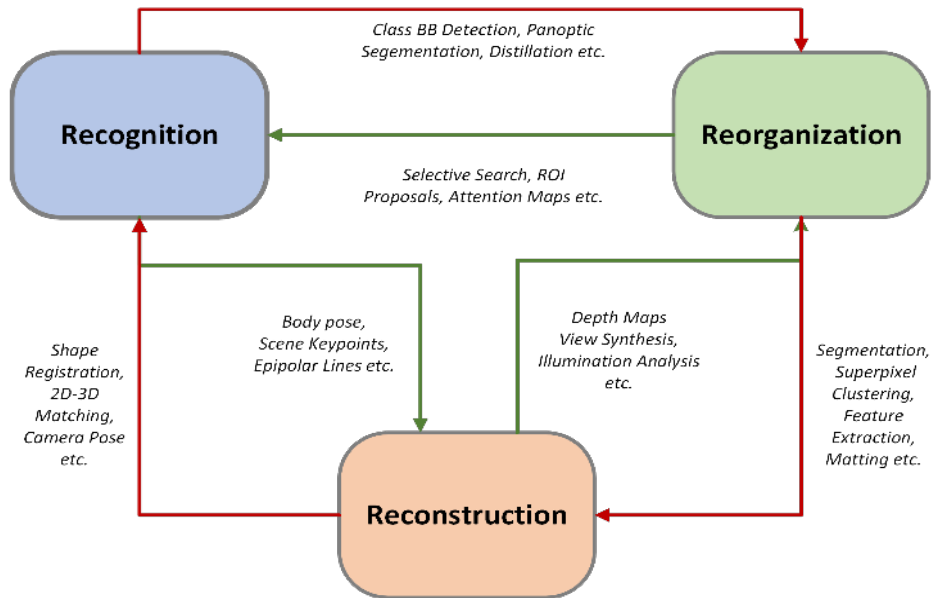 Class BB Detection, Panoptic
Segementation, Distillation etc.
Recognition
Reorganization
Selective Search, ROI
Proposals, Attention Maps etc.
Body pose,
Scene Keypoints,
Epipolar Lines etc.
Depth Maps
View Synthesis,
Illumination Analysis
etc.
Shape
Registration,
2D-3D
Matching,
Camera Pose
etc.
Segmentation,
Superpixel
Clustering,
Feature
Extraction,
Matting etc.
Reconstruction